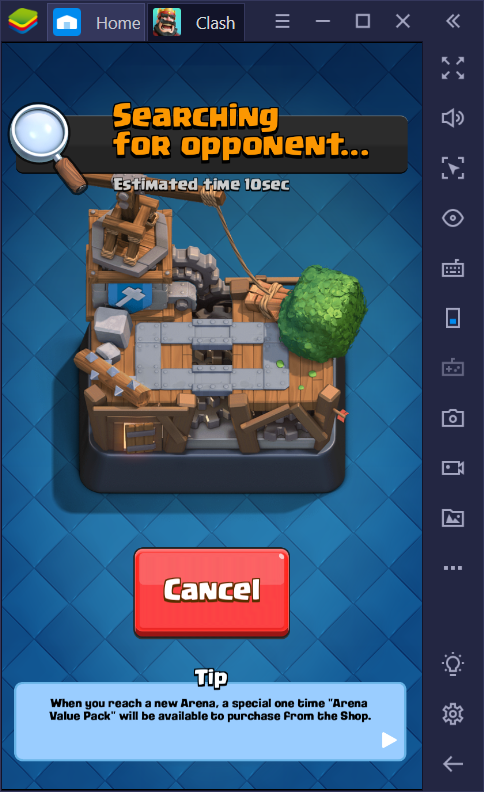 Home
Clash
Searching
for opponent...
Estimated time 10sec
Cancel
Tip
When you reach a new Arena, a special one time "Arena
Value Pack" will be available to purchase from the Shop.